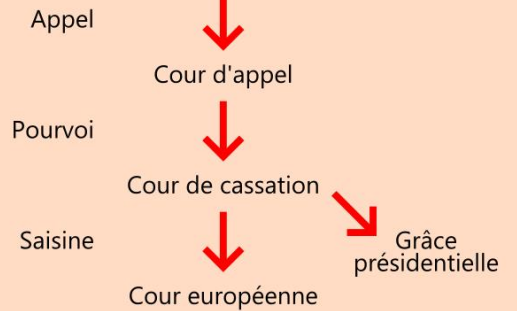 Appel
Cour d'appel
Pourvoi
Cour de cassation
Saisine
Grâce
présidentielle
Cour européenne